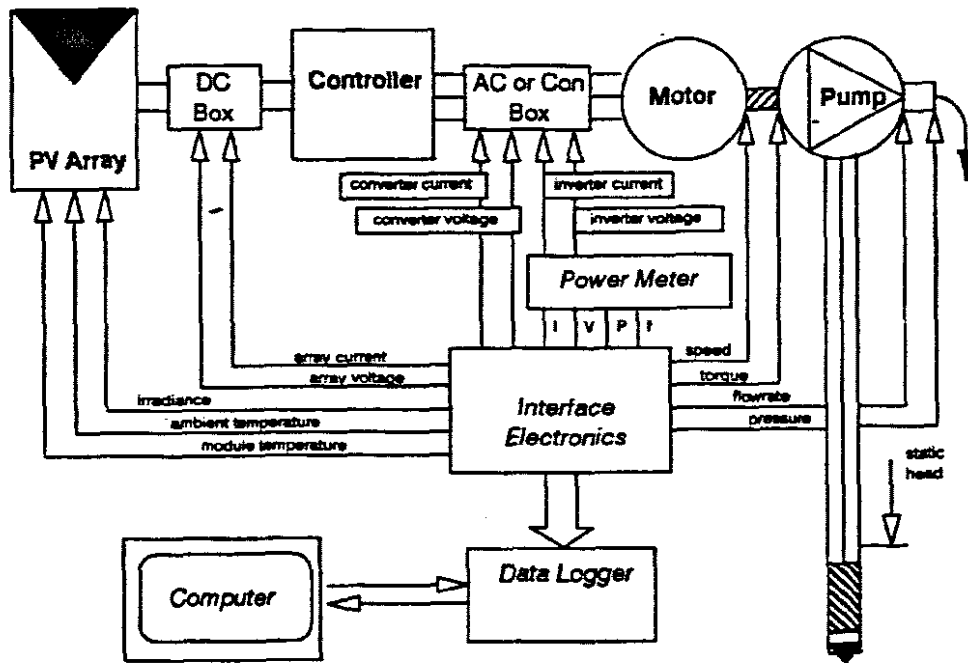 PV Array
DC
Box
Controller
AC or Con
Box
Motor
Pump
converter current
inverter current
converter voltage
inverter voltage
Power Meter
I V P f
array current
array voltage
irradiance
ambient temperature
module temperature
speed
torque
flowrate
pressure
Interface
Electronics
static
head
Computer
Data Logger